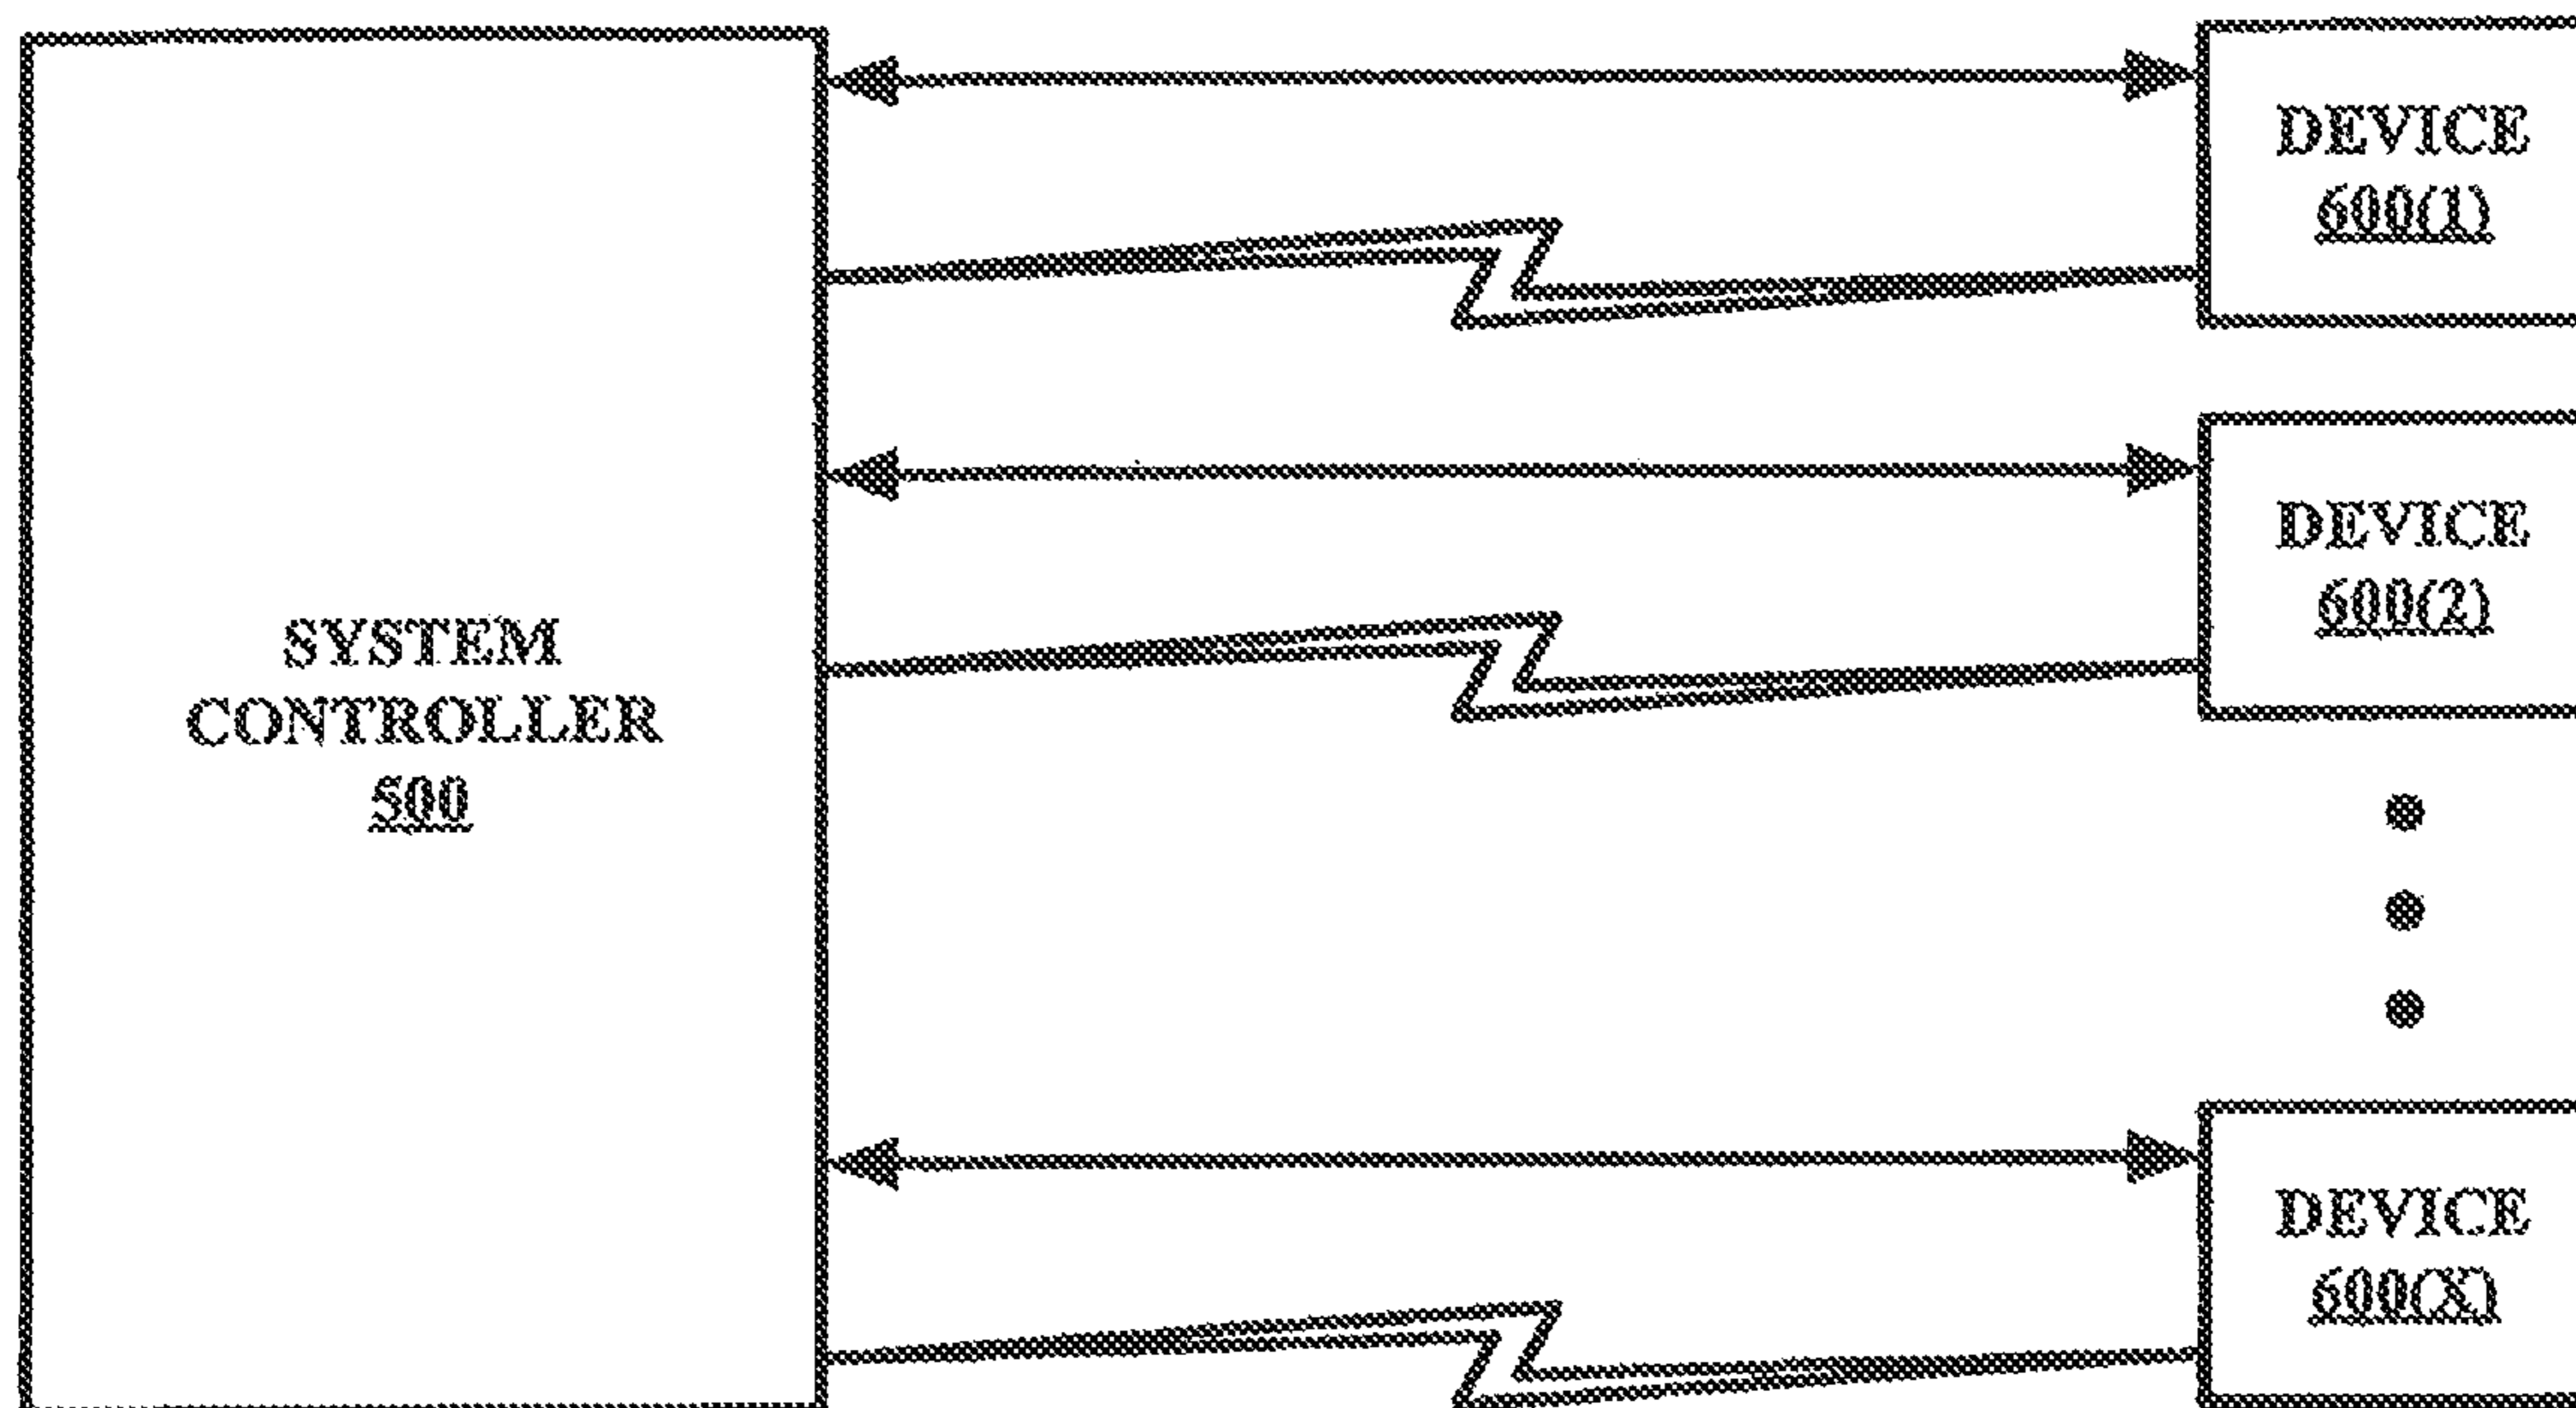 SYSTEM
CONTROLLER
500
DEVICE
600(1)
DEVICE
600(2)
DEVICE
600(X)